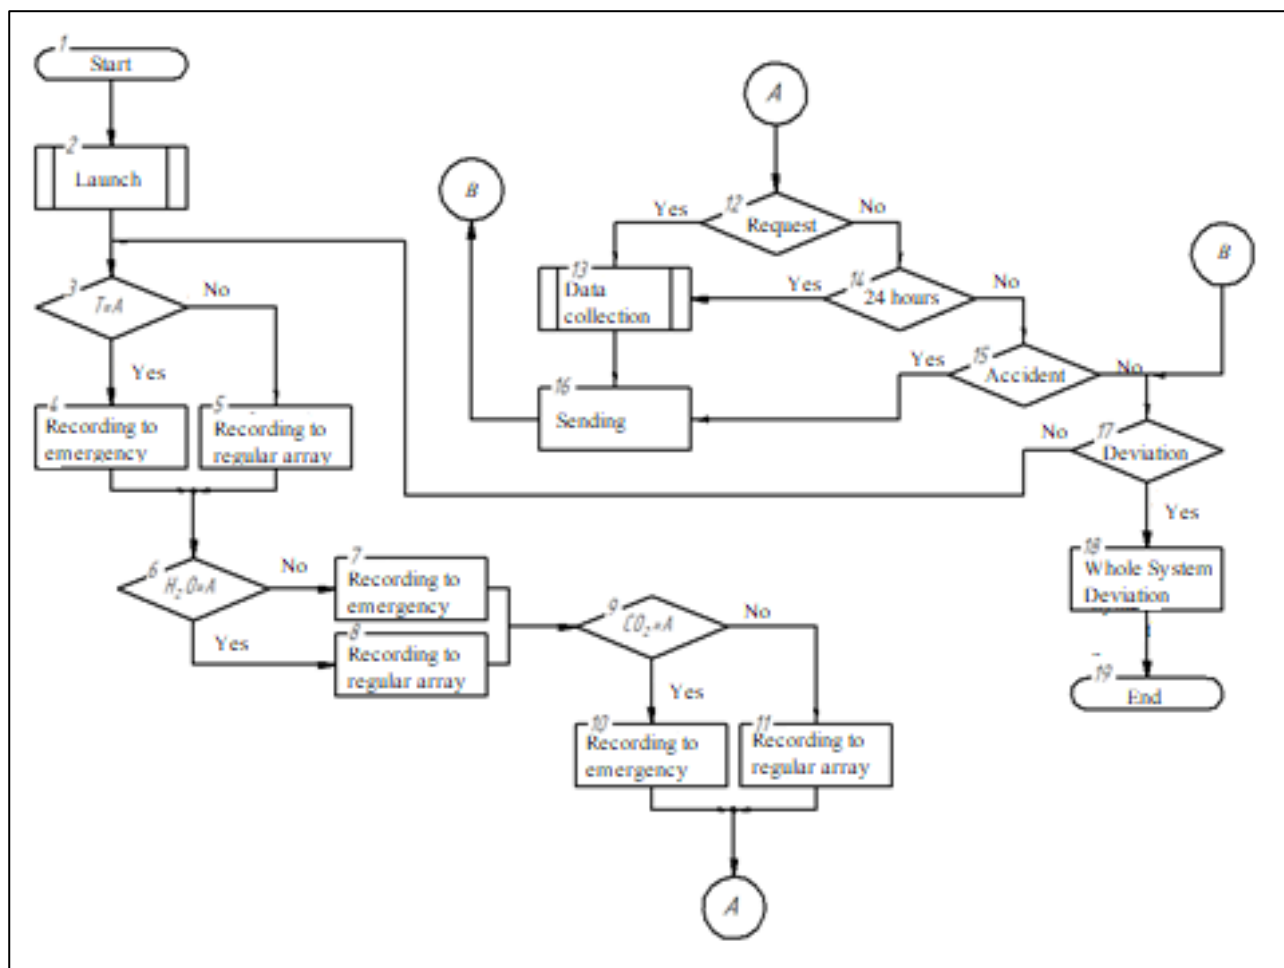 1
Start
2
Launch
3
T=A
No
Yes
4
Recording to
emergency
5
Recording to
regular array
6
H₂O=A
No
Yes
7
Recording to
emergency
8
Recording to
regular array
9
CO₂=A
No
Yes
10
Recording to
emergency
11
Recording to
regular array
A
A
12
Request
Yes
No
B
13
Data
collection
Yes
14
24 hours
No
B
15
Accident
Yes
No
16
Sending
17
Deviation
No
Yes
18
Whole System
Deviation
19
End